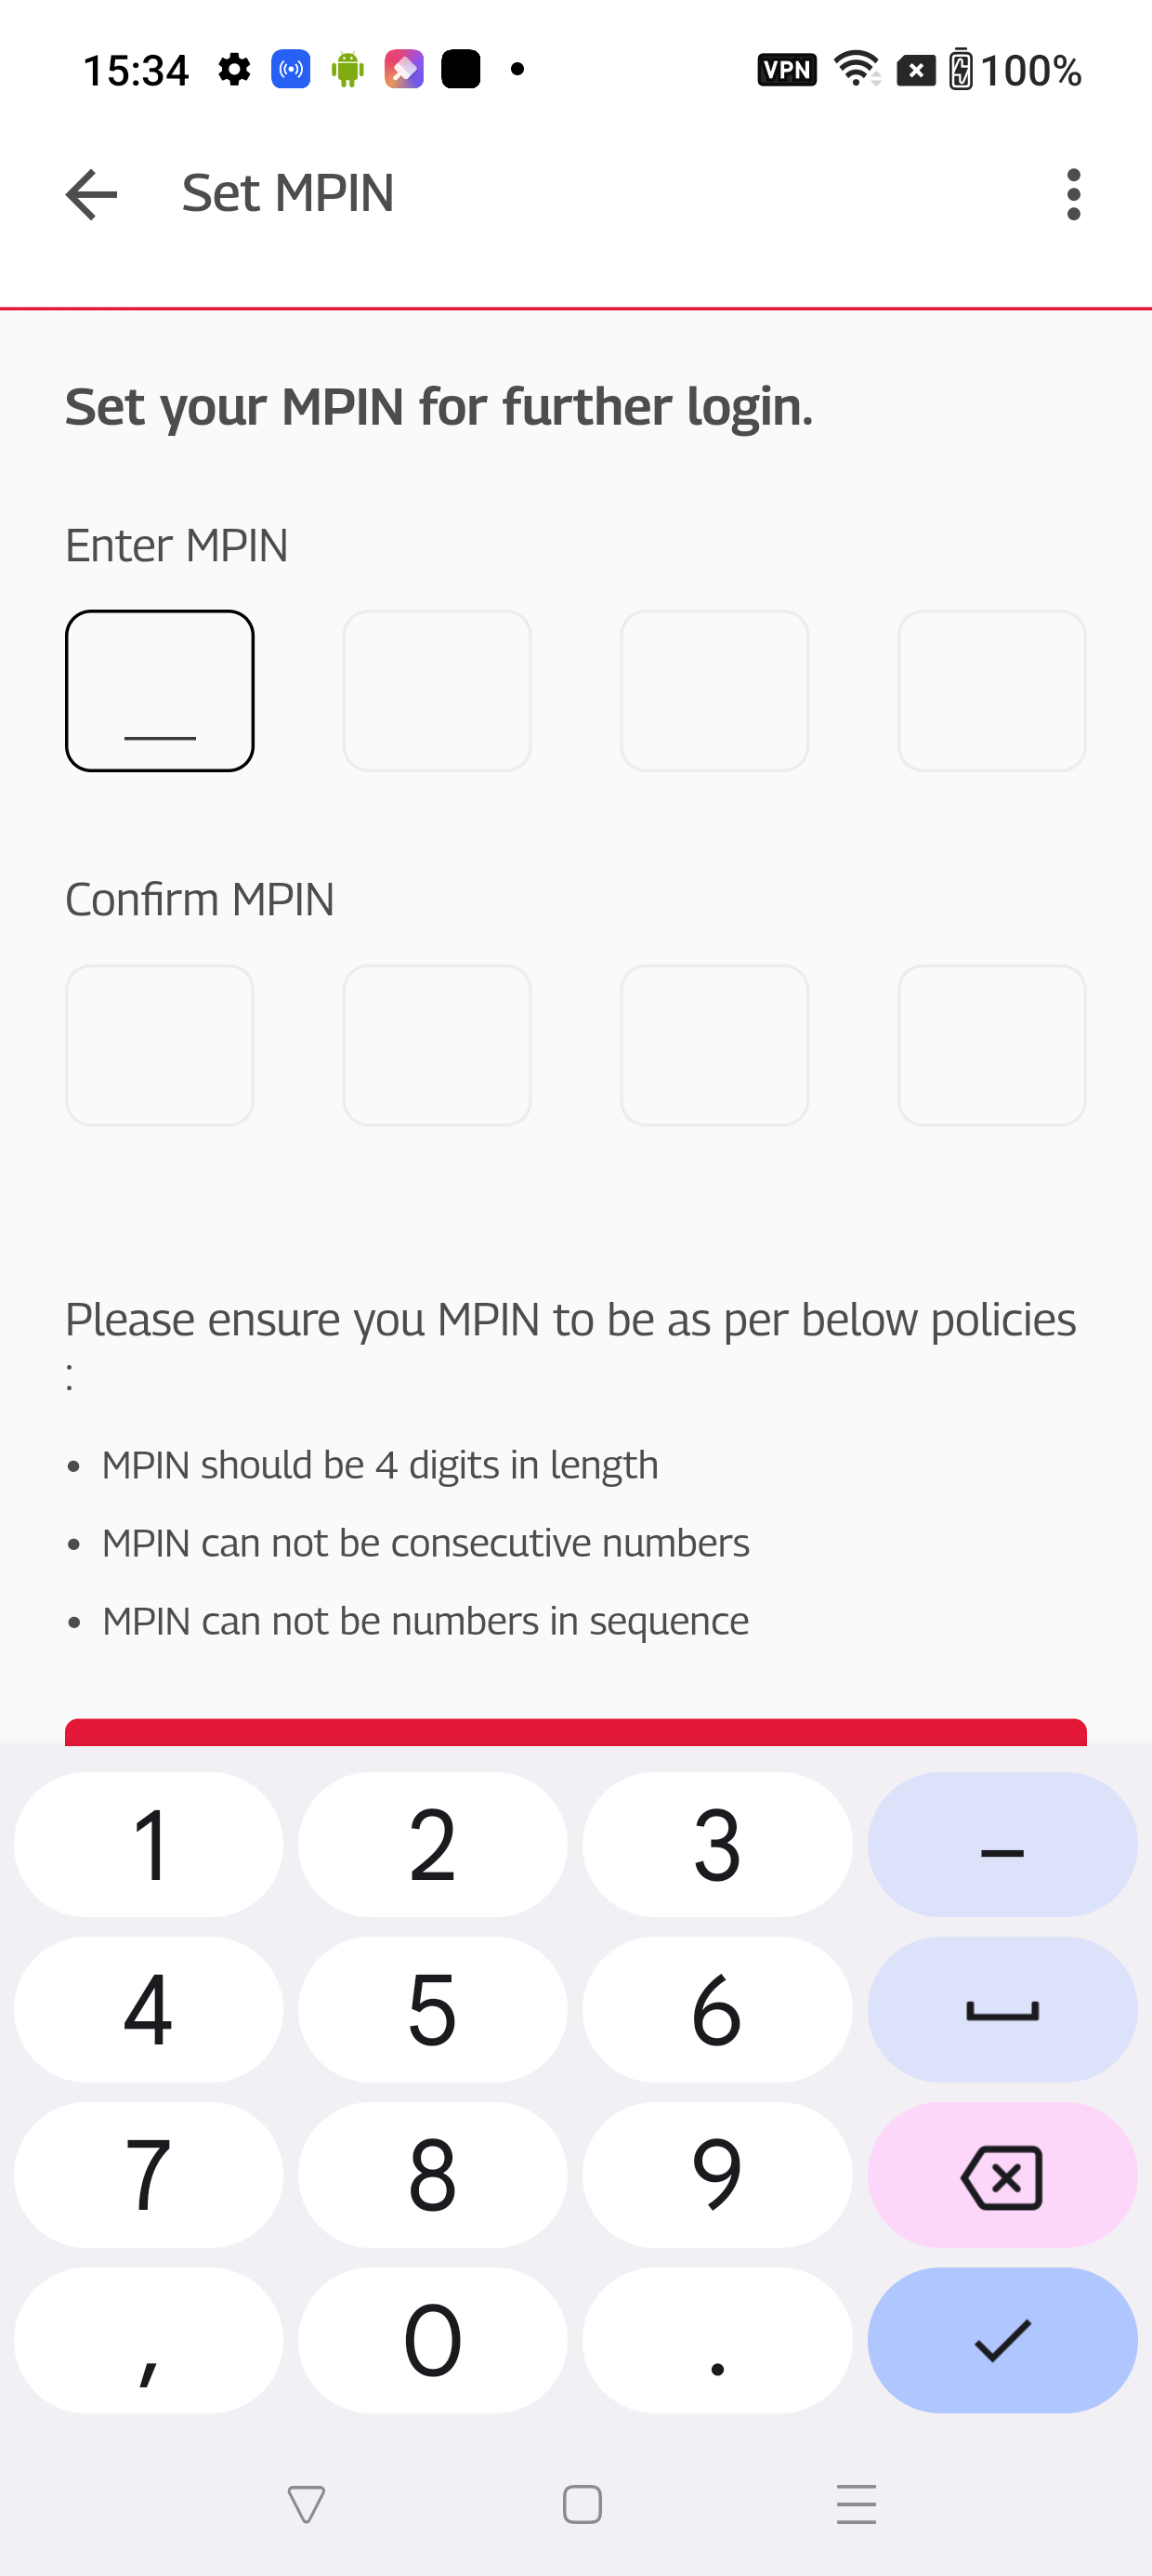 15:34 VPN 100%
Set MPIN
Set your MPIN for further login.
Enter MPIN
Confirm MPIN
Please ensure you MPIN to be as per below policies
:
• MPIN should be 4 digits in length
• MPIN can not be consecutive numbers
• MPIN can not be numbers in sequence
1 2 3 –
4 5 6
7 8 9
, 0 .